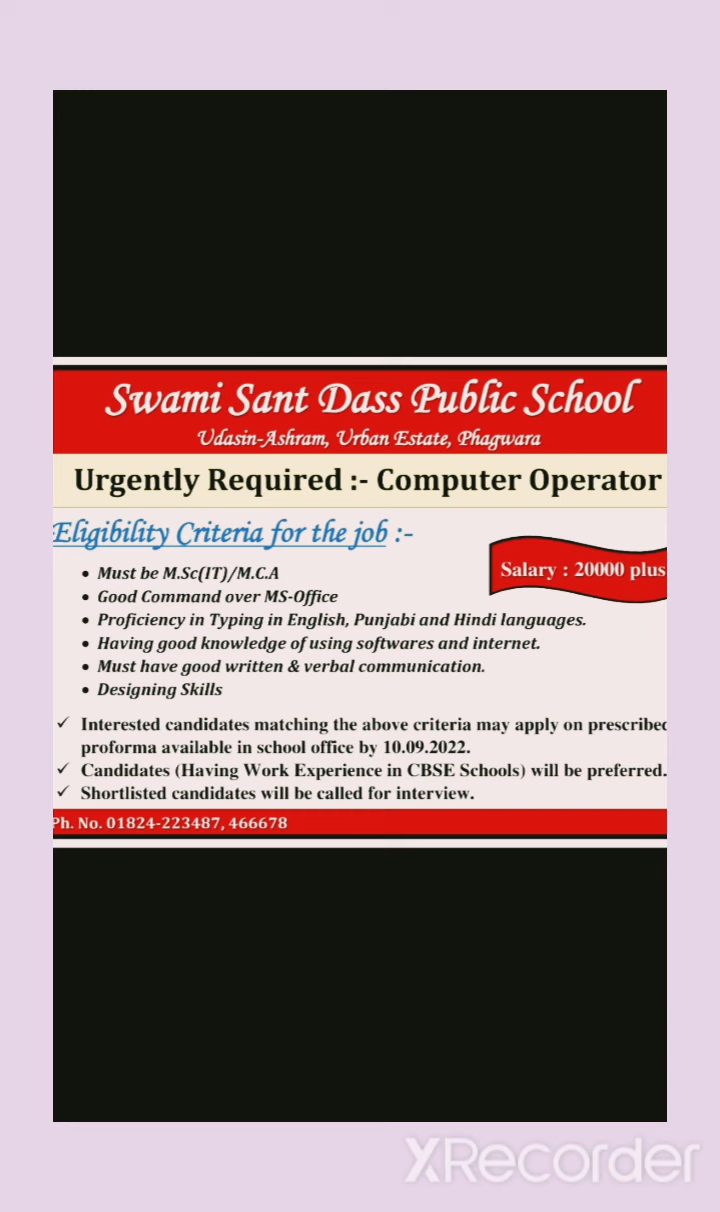 Swami Sant Dass Public School
Udasin-Ashram, Urban Estate, Phagwara
Urgently Required :- Computer Operator
Eligibility Criteria for the job :-
Salary : 20000 plus
• Must be M.Sc(IT)/M.C.A
• Good Command over MS-Office
• Proficiency in Typing in English, Punjabi and Hindi languages.
• Having good knowledge of using softwares and internet.
• Must have good written & verbal communication.
• Designing Skills
✓ Interested candidates matching the above criteria may apply on prescribed
proforma available in school office by 10.09.2022.
✓ Candidates (Having Work Experience in CBSE Schools) will be preferred.
✓ Shortlisted candidates will be called for interview.
Ph. No. 01824-223487, 466678
XRecorder